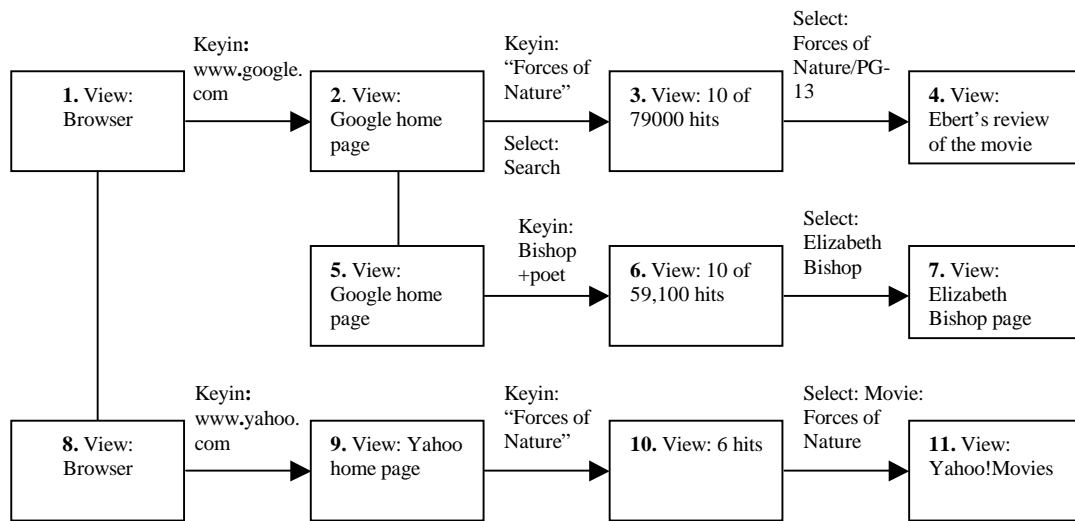 1. View:
Browser
Keyin:
www.google.
com
2. View:
Google home
page
Keyin:
“Forces of
Nature”
Select:
Search
3. View: 10 of
79000 hits
Select:
Forces of
Nature/PG-
13
4. View:
Ebert’s review
of the movie
5. View:
Google home
page
Keyin:
Bishop
+poet
6. View: 10 of
59,100 hits
Select:
Elizabeth
Bishop
7. View:
Elizabeth
Bishop page
8. View:
Browser
Keyin:
www.yahoo.
com
9. View: Yahoo
home page
Keyin:
“Forces of
Nature”
10. View: 6 hits
Select: Movie:
Forces of
Nature
11. View:
Yahoo!Movies